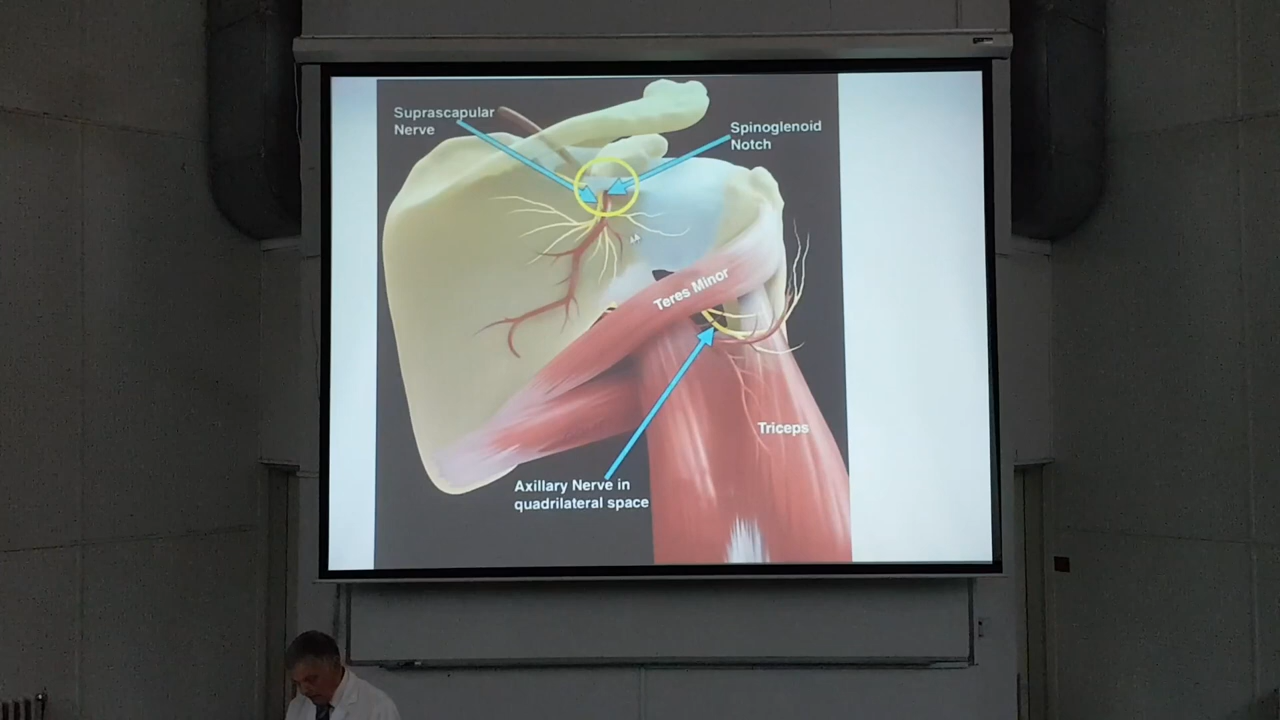 Suprascapular
Nerve
Spinoglenoid
Notch
Teres Minor
Triceps
Axillary Nerve in
quadrilateral space